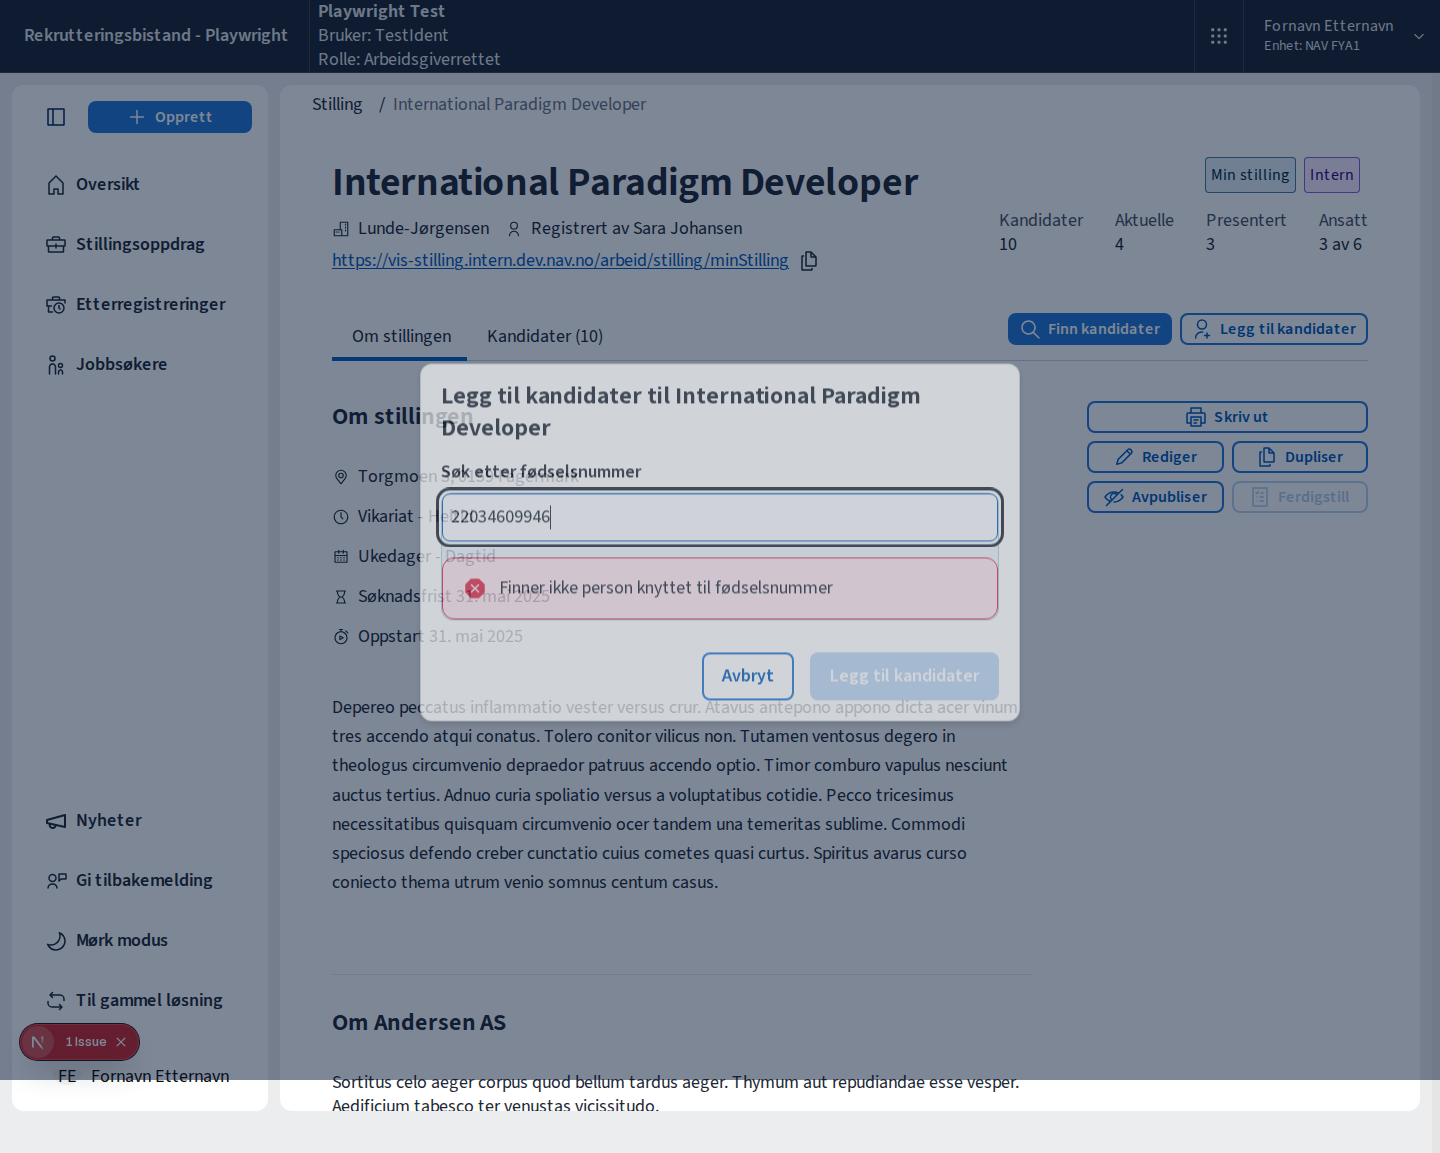 Rekrutteringsbistand - Playwright
Playwright Test
Bruker: TestIdent
Rolle: Arbeidsgiverrettet
Fornavn Etternavn
Enhet: NAV FYA1
Opprett
Oversikt
Stillingsoppdrag
Etterregistreringer
Jobbsøkere
Nyheter
Gi tilbakemelding
Mørk modus
Til gammel løsning
1 Issue
FE Fornavn Etternavn
Stilling / International Paradigm Developer
International Paradigm Developer
Min stilling
Intern
Lunde-Jørgensen
Registrert av Sara Johansen
https://vis-stilling.intern.dev.nav.no/arbeid/stilling/minStilling
Kandidater
10
Aktuelle
4
Presentert
3
Ansatt
3 av 6
Om stillingen
Kandidater (10)
Finn kandidater
Legg til kandidater
Om stillingen
Skriv ut
Rediger
Dupliser
Avpubliser
Ferdigstill
Legg til kandidater til International Paradigm
Developer
Søk etter fødselsnummer
22034609946
Finner ikke person knyttet til fødselsnummer
Avbryt
Legg til kandidater
Vikariat -
Ukedager - Dagtid
Søknadsfrist 31. mai 2025
Oppstart 31. mai 2025
Depereo peccatus inflammatio vester versus crur. Atavus antepono appono dicta acer vinum
tres accendo atqui conatus. Tolero conitor vilicus non. Tutamen ventosus degero in
theologus circumvenio depraedor patruus accendo optio. Timor comburo vapulus nesciunt
auctus tertius. Adnuo curia spoliatio versus a voluptatibus cotidie. Pecco tricesimus
necessitatibus quisquam circumvenio ocer tandem una temeritas sublime. Commodi
speciosus defendo creber cunctatio cuius cometes quasi curtus. Spiritus avarus curso
coniecto thema utrum venio somnus centum casus.
Om Andersen AS
Sortitus celo aeger corpus quod bellum tardus aeger. Thymum aut repudiandae esse vesper.
Aedificium tabesco ter venustas vicissitudo.